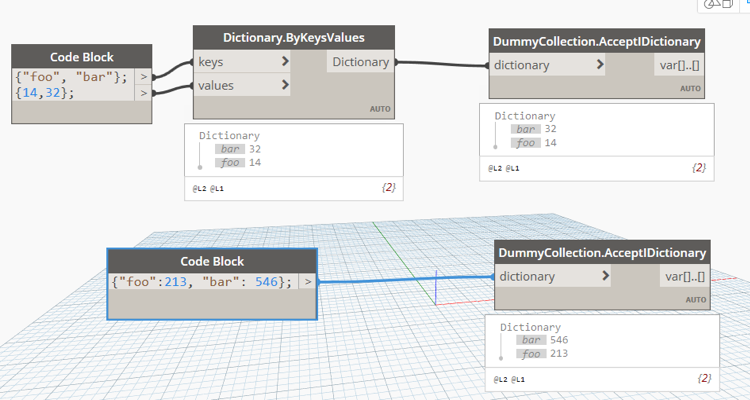 Code Block
{"foo", "bar"}; >
{14,32}; >
Dictionary.ByKeysValues
keys > Dictionary
values >
AUTO
Dictionary
bar 32
foo 14
@L2 @L1 {2}
DummyCollection.AcceptIDictionary
dictionary > var[]..[]
AUTO
Dictionary
bar 32
foo 14
@L2 @L1 {2}
Code Block
{"foo":213, "bar": 546}; >
DummyCollection.AcceptIDictionary
dictionary > var[]..[]
AUTO
Dictionary
bar 546
foo 213
@L2 @L1 {2}